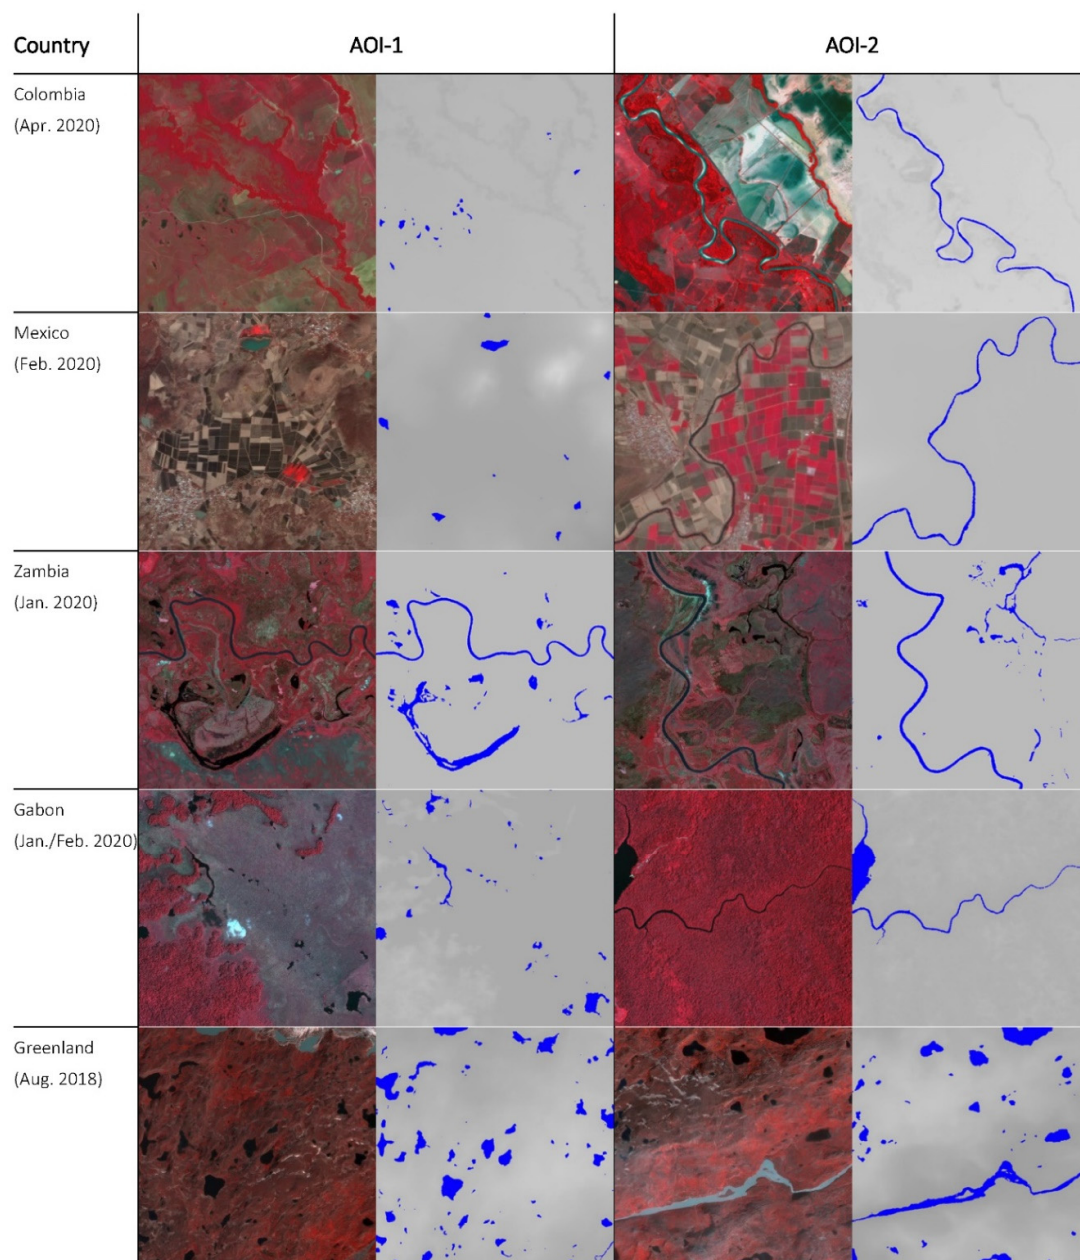 Country AOI-1 AOI-2
Colombia
(Apr. 2020)
Mexico
(Feb. 2020)
Zambia
(Jan. 2020)
Gabon
(Jan./Feb. 2020)
Greenland
(Aug. 2018)